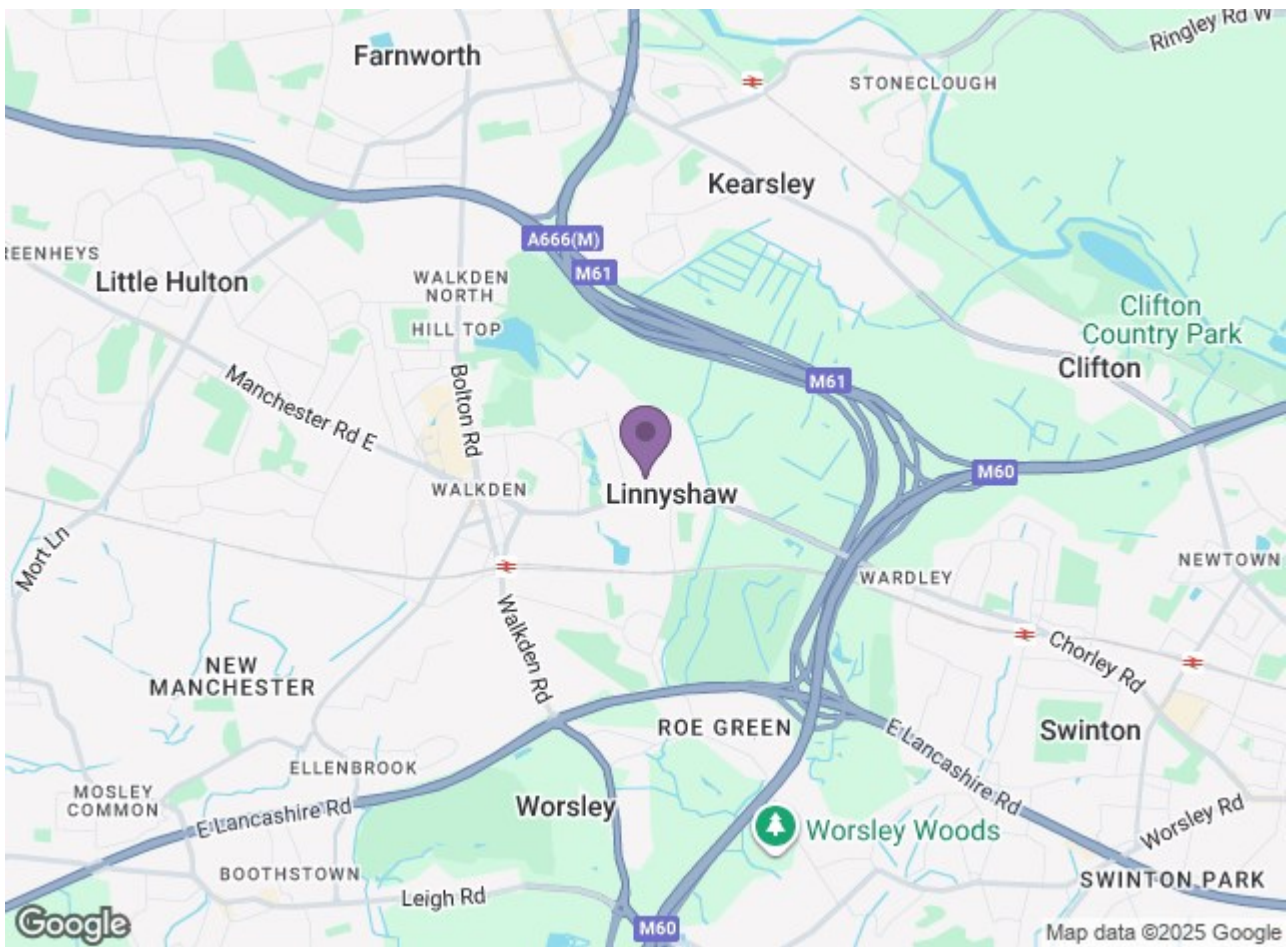 Ringley Rd W
Farnworth
STONECLOUGH
Kearsley
A666(M)
M61
REENHEYS
Little Hulton
WALKDEN
NORTH
HILL TOP
Clifton
Country Park
Clifton
M61
Manchester Rd E
Bolton Rd
M60
WALKDEN
Linnyshaw
Mort Ln
NEWTOWN
WARDLEY
Walkden Rd
Chorley Rd
NEW
MANCHESTER
ROE GREEN
Swinton
E Lancashire Rd
ELLENBROOK
MOSLEY
COMMON
Worsley
E Lancashire Rd
Worsley Woods
Worsley Rd
BOOTHSTOWN
Leigh Rd
SWINTON PARK
M60
Google
Map data ©2025 Google